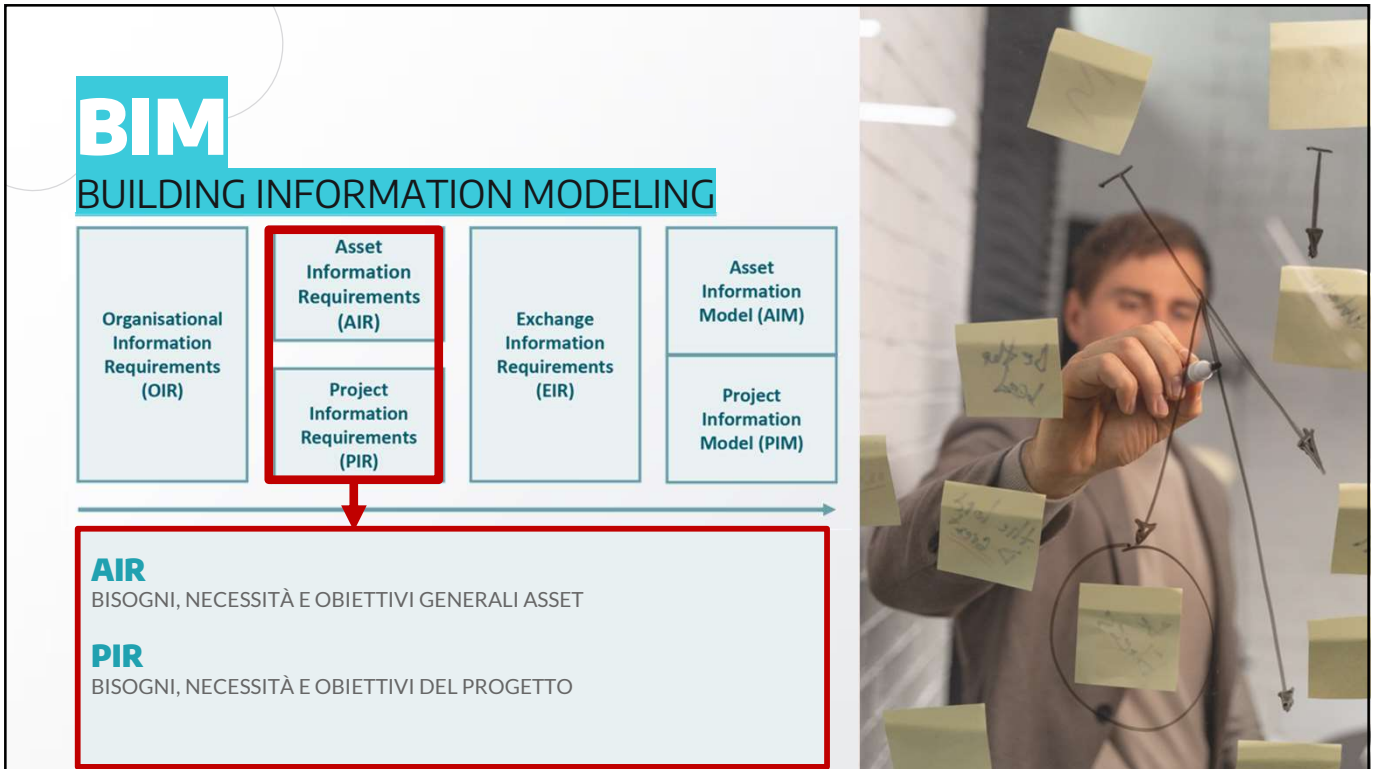 BIM
BUILDING INFORMATION MODELING
Organisational
Information
Requirements
(OIR)
Asset
Information
Requirements
(AIR)
Project
Information
Requirements
(PIR)
Exchange
Information
Requirements
(EIR)
Asset
Information
Model (AIM)
Project
Information
Model (PIM)
AIR
BISOGNI, NECESSITÀ E OBIETTIVI GENERALI ASSET
PIR
BISOGNI, NECESSITÀ E OBIETTIVI DEL PROGETTO